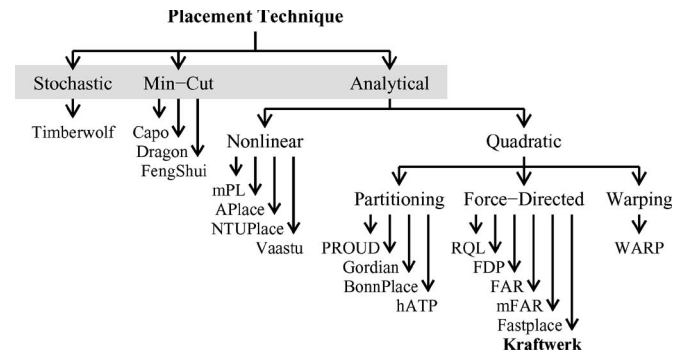 Placement Technique
Stochastic Min−Cut Analytical
Timberwolf Capo Nonlinear Quadratic
Dragon
FengShui
mPL Partitioning Force−Directed Warping
APlace
NTUPlace
Vaastu PROUD RQL WARP
Gordian FDP
BonnPlace FAR
hATP mFAR
Fastplace
Kraftwerk